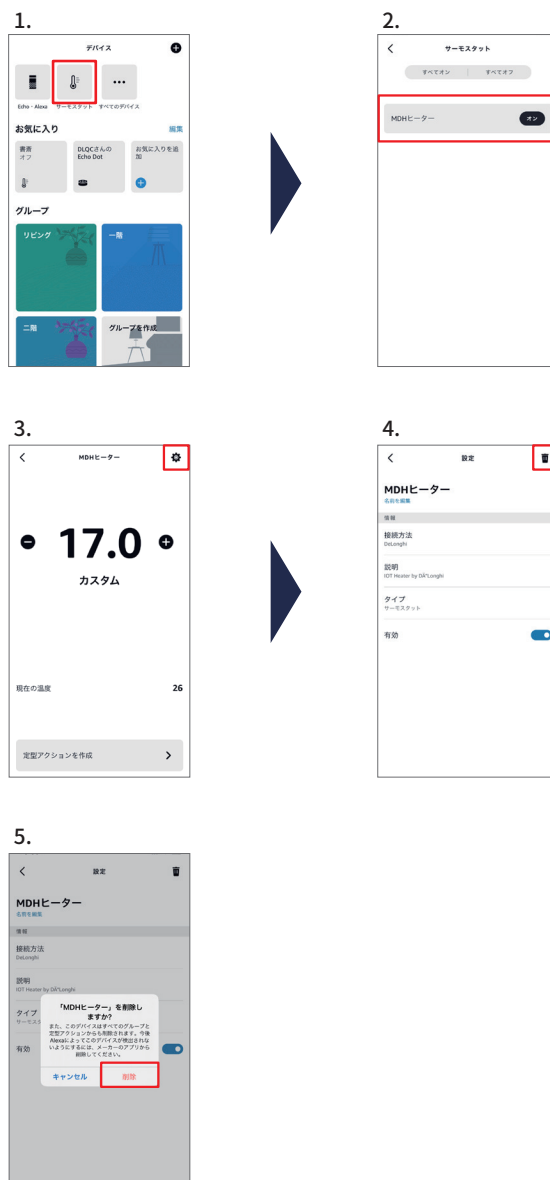 1.
デバイス
Echo・Alexa
サーモスタット
すべてのデバイス
お気に入り
編集
書斎
オフ
DLQCさんの
Echo Dot
お気に入りを追
加
グループ
リビング
一階
二階
グループを作成
2.
サーモスタット
すべてオン
すべてオフ
MDHヒーター
オン
3.
MDHヒーター
17.0
カスタム
現在の温度
26
定型アクションを作成
4.
設定
MDHヒーター
名前を編集
情報
接続方法
DeLonghi
説明
IOT Heater by DÃ"Longhi
タイプ
サーモスタット
有効
5.
設定
MDHヒーター
名前を編集
情報
接続方法
DeLonghi
説明
IOT Heater by DÃ"Longhi
タイプ
サーモスタ
有効
「MDHヒーター」を削除し
ますか?
また、このデバイスはすべてのグループと
定型アクションからも削除されます。今後
Alexaによってこのデバイスが検出されな
いようにするには、メーカーのアプリから
削除してください。
キャンセル
削除